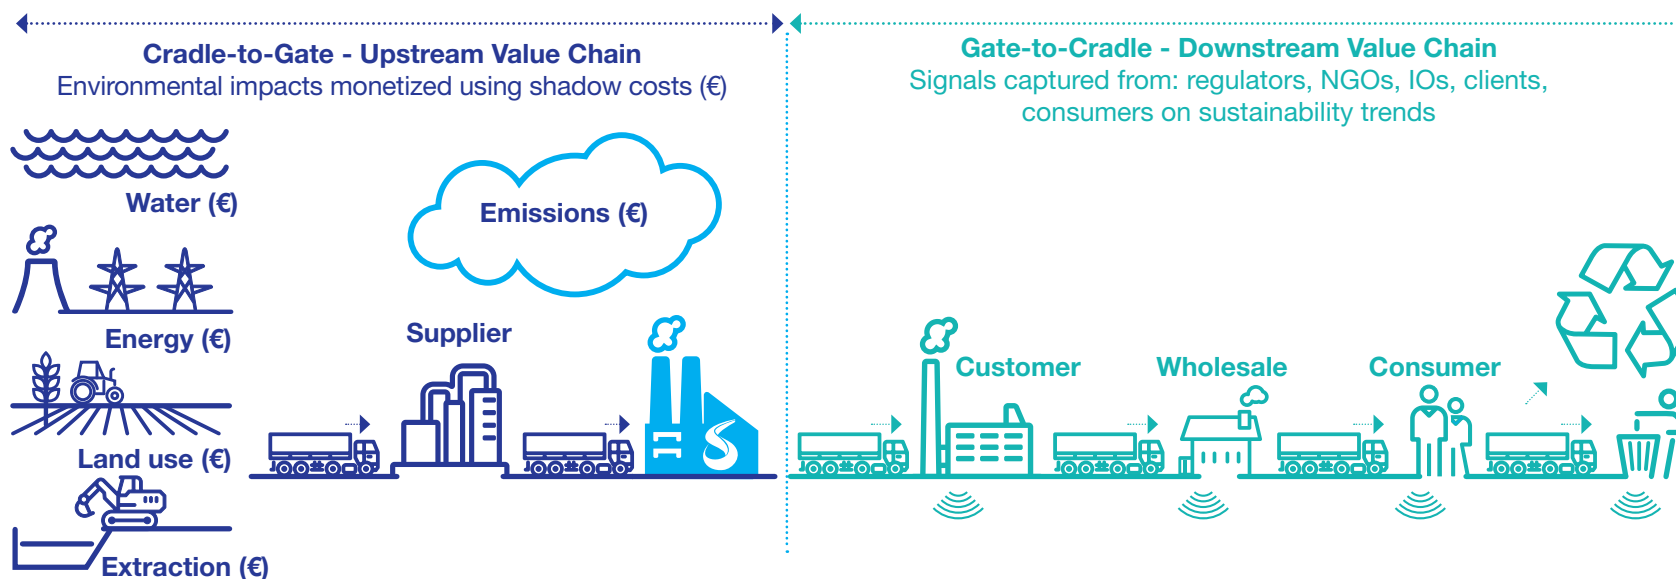 Cradle-to-Gate - Upstream Value Chain
Environmental impacts monetized using shadow costs (€)
Gate-to-Cradle - Downstream Value Chain
Signals captured from: regulators, NGOs, IOs, clients,
consumers on sustainability trends
Water (€)
Emissions (€)
Energy (€)
Supplier
Customer
Wholesale
Consumer
Land use (€)
Extraction (€)